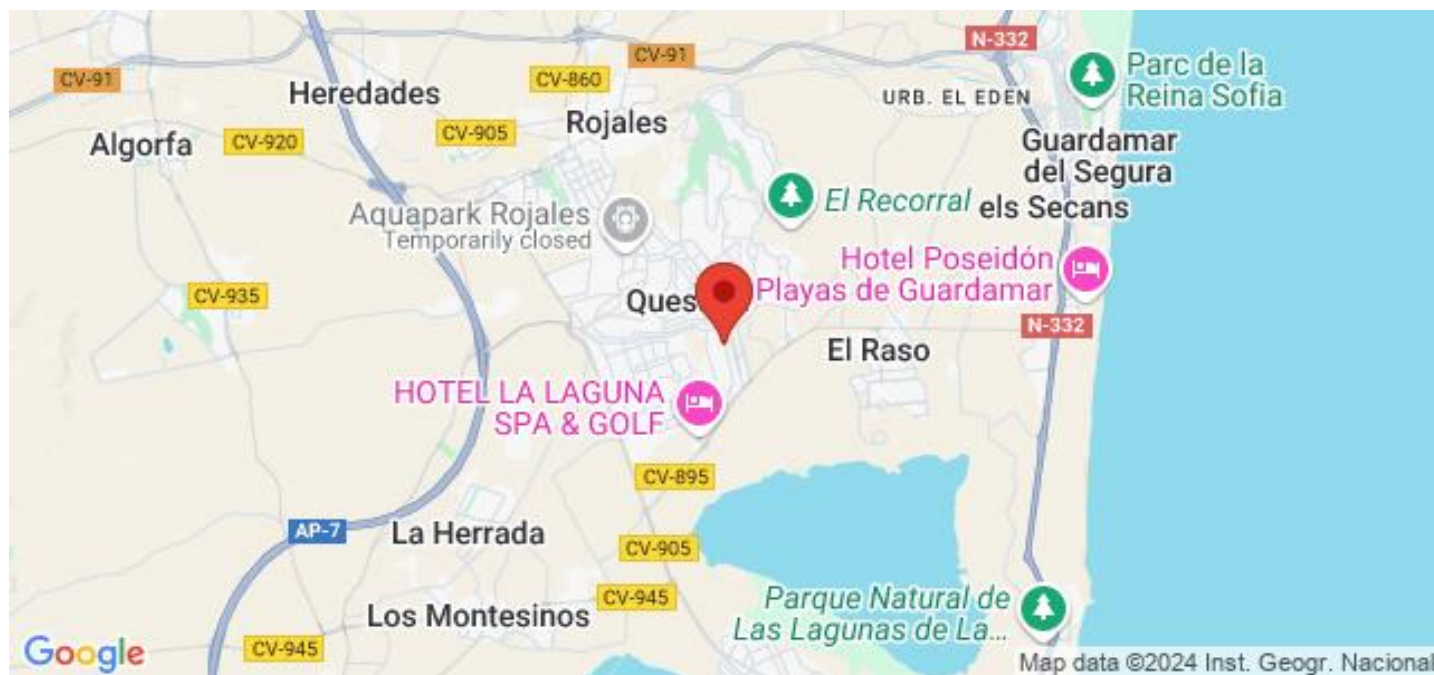 N-332
CV-91
Parc de la
Reina Sofia
CV-91
CV-860
Heredades
URB. EL EDEN
Rojales
CV-905
Algorfa
CV-920
Guardamar
del Segura
El Recorral
els Secans
Aquapark Rojales
Temporarily closed
Hotel Poseidón
Playas de Guardamar
CV-935
Ques
N-332
El Raso
HOTEL LA LAGUNA
SPA & GOLF
CV-895
AP-7
La Herrada
CV-905
CV-945
Parque Natural de
Las Lagunas de La...
Los Montesinos
CV-945
Google
Map data ©2024 Inst. Geogr. Nacional